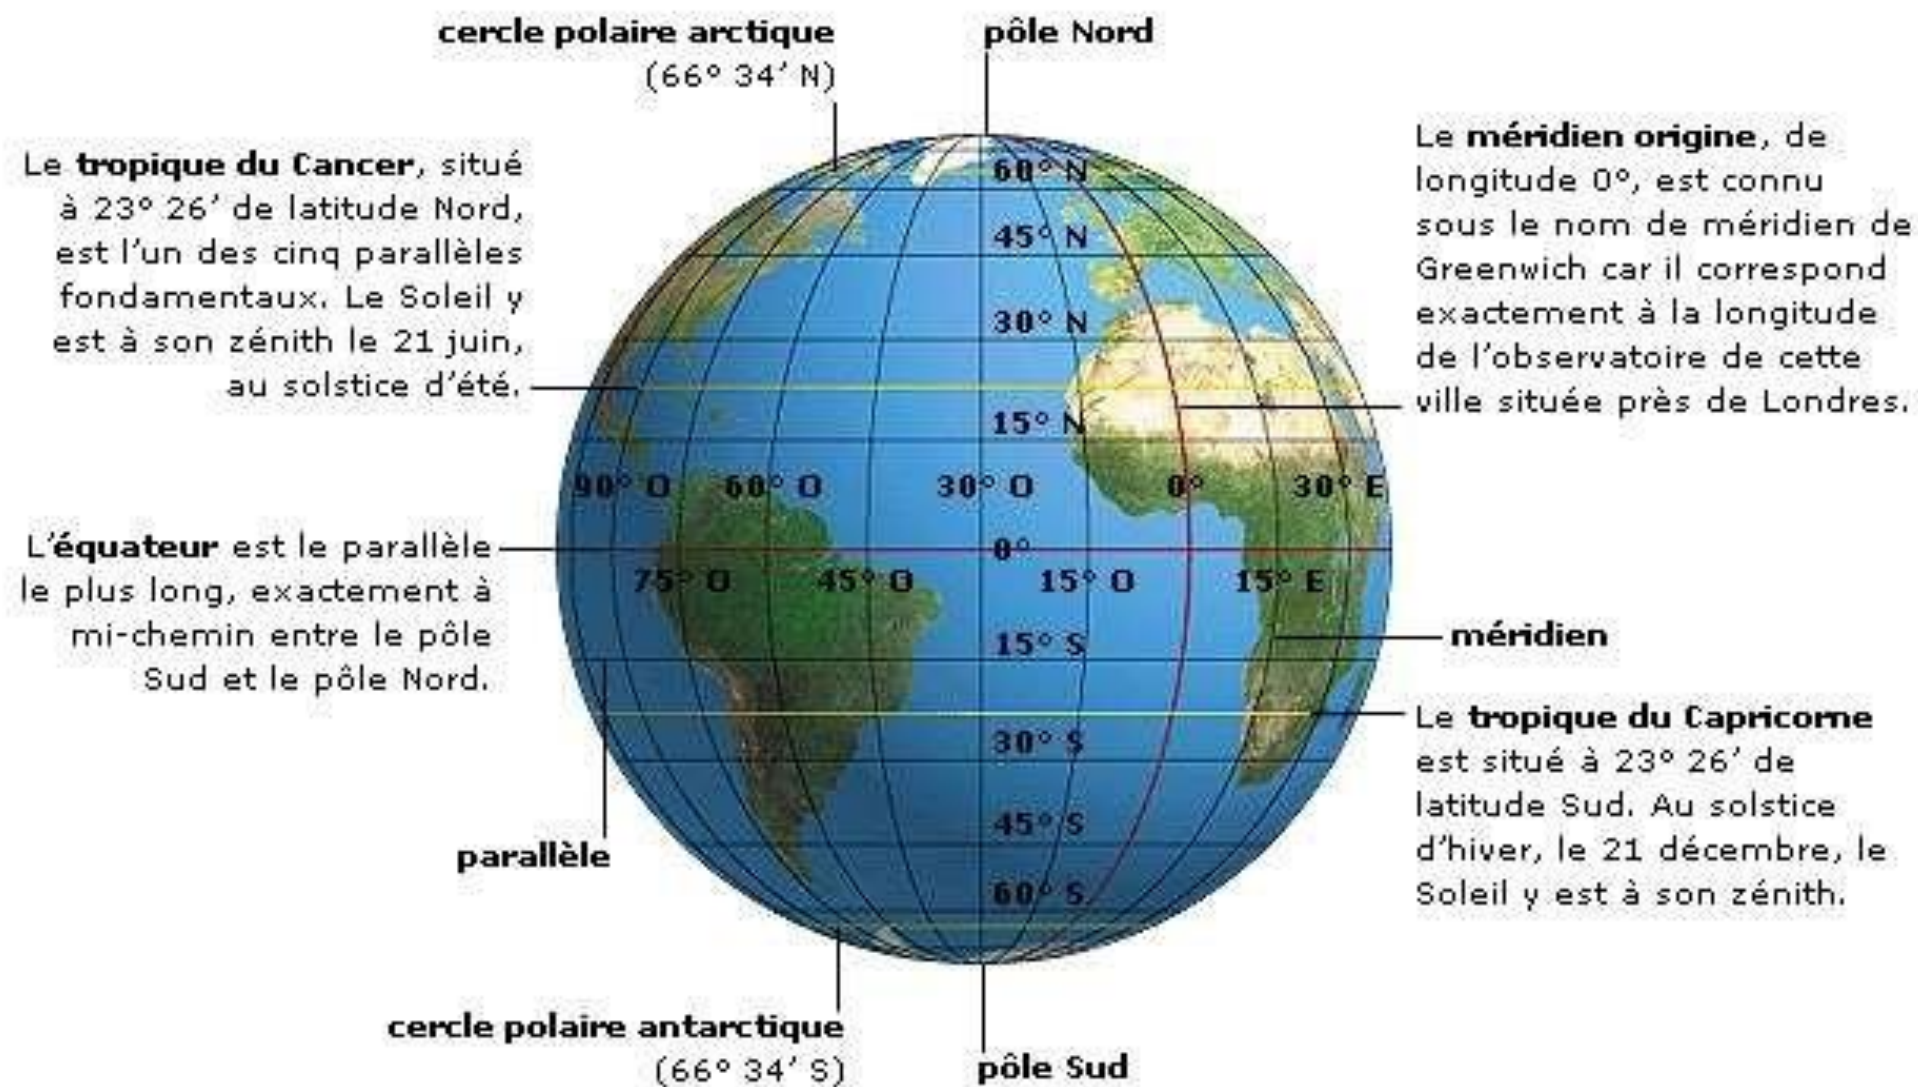 cercle polaire arctique
(66° 34′ N)
pôle Nord
Le tropique du Cancer, situé
à 23° 26′ de latitude Nord,
est l'un des cinq parallèles
fondamentaux. Le Soleil y
est à son zénith le 21 juin,
au solstice d'été.
Le méridien origine, de
longitude 0°, est connu
sous le nom de méridien de
Greenwich car il correspond
exactement à la longitude
de l'observatoire de cette
ville située près de Londres.
60° N
45° N
30° N
15° N
90° O 60° O 30° O 0° 30° E
0°
75° O 45° O 15° O 15° E
15° S
30° S
45° S
60° S
L'équateur est le parallèle
le plus long, exactement à
mi-chemin entre le pôle
Sud et le pôle Nord.
méridien
Le tropique du Capricorne
est situé à 23° 26′ de
latitude Sud. Au solstice
d'hiver, le 21 décembre, le
Soleil y est à son zénith.
parallèle
cercle polaire antarctique
(66° 34′ S)
pôle Sud